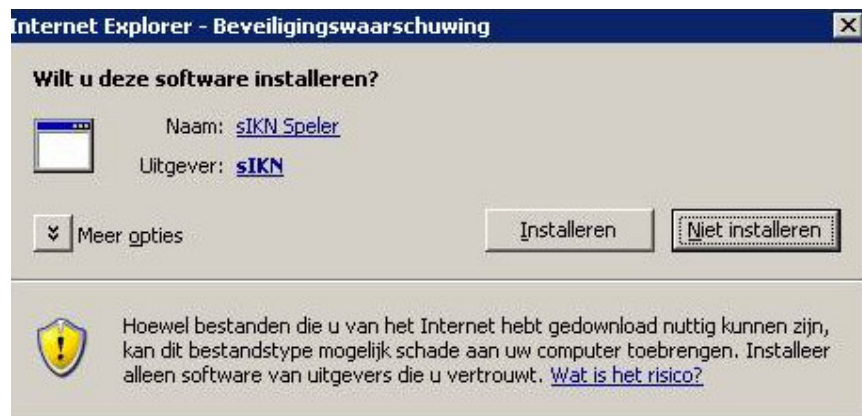 Internet Explorer - Beveiligingswaarschuwing
Wilt u deze software installeren?
Naam: sIKN Speler
Uitgever: sIKN
Meer opties
Installeren
Niet installeren
Hoewel bestanden die u van het Internet hebt gedownload nuttig kunnen zijn,
kan dit bestandstype mogelijk schade aan uw computer toebrengen. Installeer
alleen software van uitgevers die u vertrouwt. Wat is het risico?